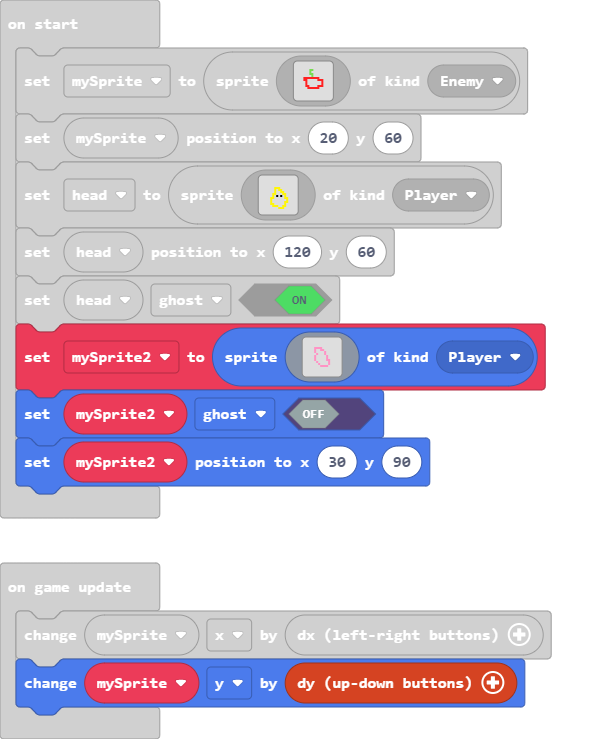 on start
set mySprite to sprite of kind Enemy
set mySprite position to x 20 y 60
set head to sprite of kind Player
set head position to x 120 y 60
set head ghost ON
set mySprite2 to sprite of kind Player
set mySprite2 ghost OFF
set mySprite2 position to x 30 y 90
on game update
change mySprite x by dx (left-right buttons)
change mySprite y by dy (up-down buttons)